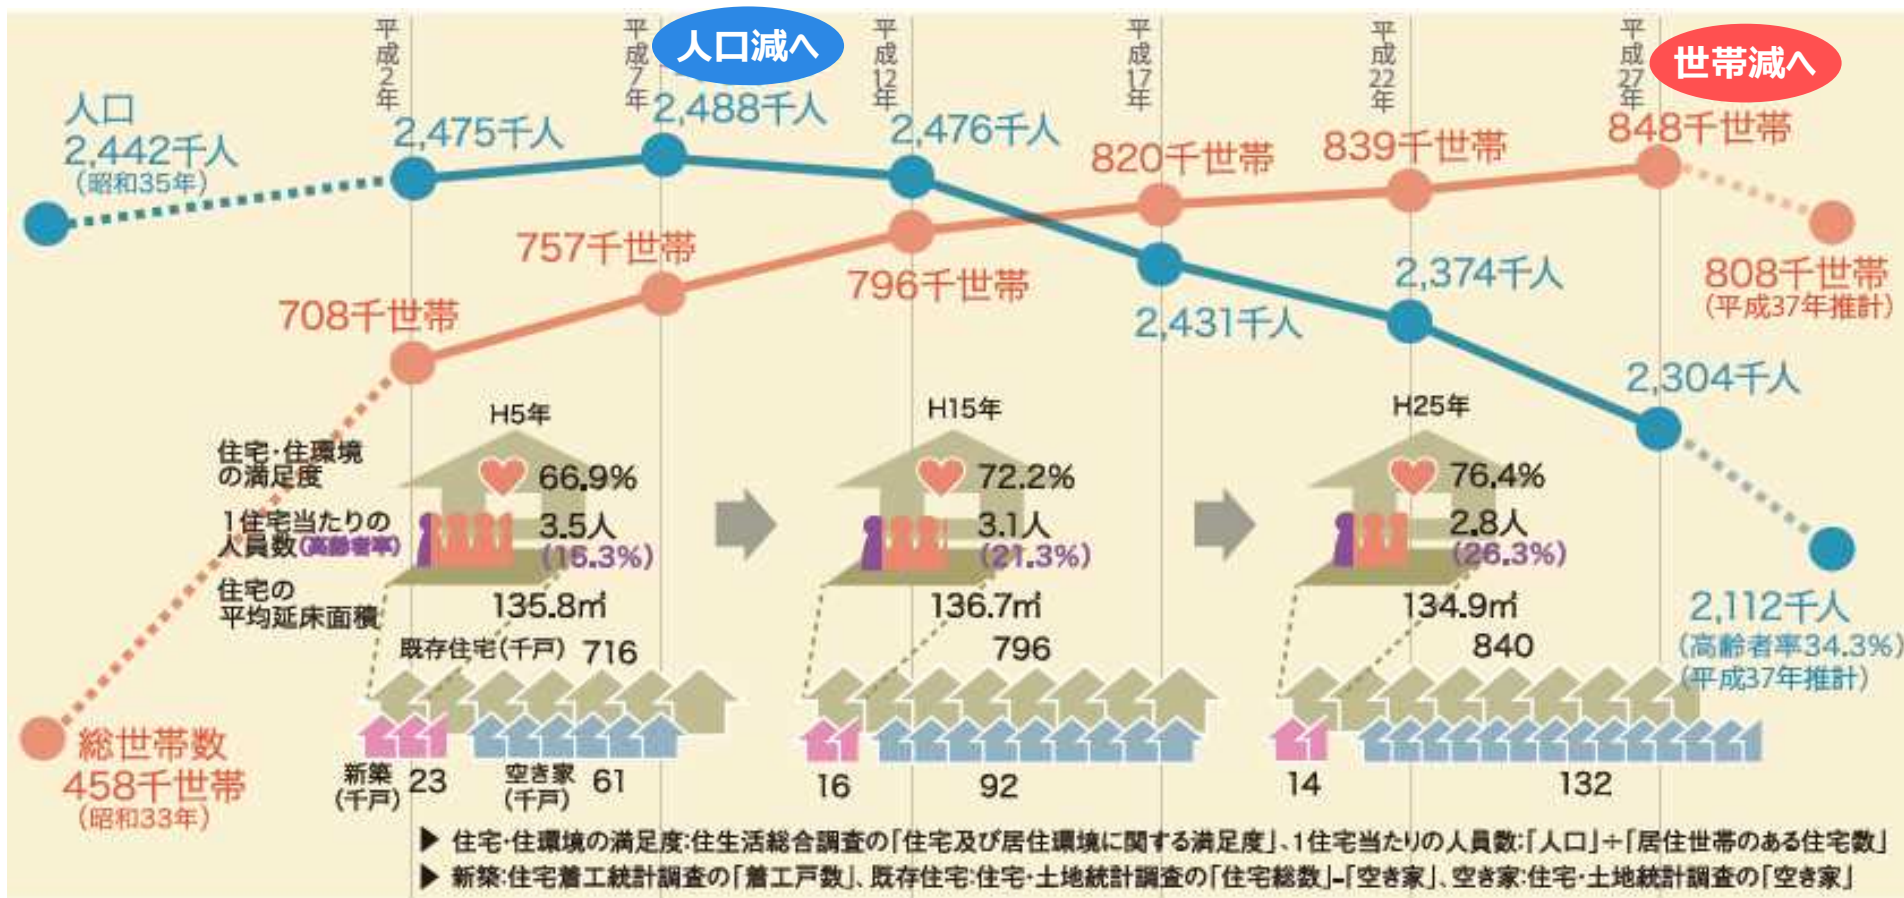 平成2年
平成7年
人口減へ
平成12年
平成17年
平成22年
平成27年
世帯減へ
人口
2,442千人
（昭和35年）
2,475千人
2,488千人
2,476千人
820千世帯
839千世帯
848千世帯
757千世帯
708千世帯
796千世帯
2,431千人
2,374千人
808千世帯
（平成37年推計）
2,304千人
H5年
H15年
H25年
住宅・住環境
の満足度
66.9%
72.2%
76.4%
1住宅当たりの
人員数（高齢者率）
3.5人
（15.3%）
3.1人
（21.3%）
2.8人
（26.3%）
住宅の
平均延床面積
135.8㎡
136.7㎡
134.9㎡
2,112千人
（高齢者率34.3%）
（平成37年推計）
既存住宅（千戸） 716
796
840
総世帯数
458千世帯
（昭和33年）
新築
（千戸）
23
空き家
（千戸）
61
16
92
14
132
▶ 住宅・住環境の満足度：住生活総合調査の「住宅及び居住環境に関する満足度」、1住宅当たりの人員数：「人口」÷「居住世帯のある住宅数」
▶ 新築：住宅着工統計調査の「着工戸数」、既存住宅：住宅・土地統計調査の「住宅総数」-「空き家」、空き家：住宅・土地統計調査の「空き家」